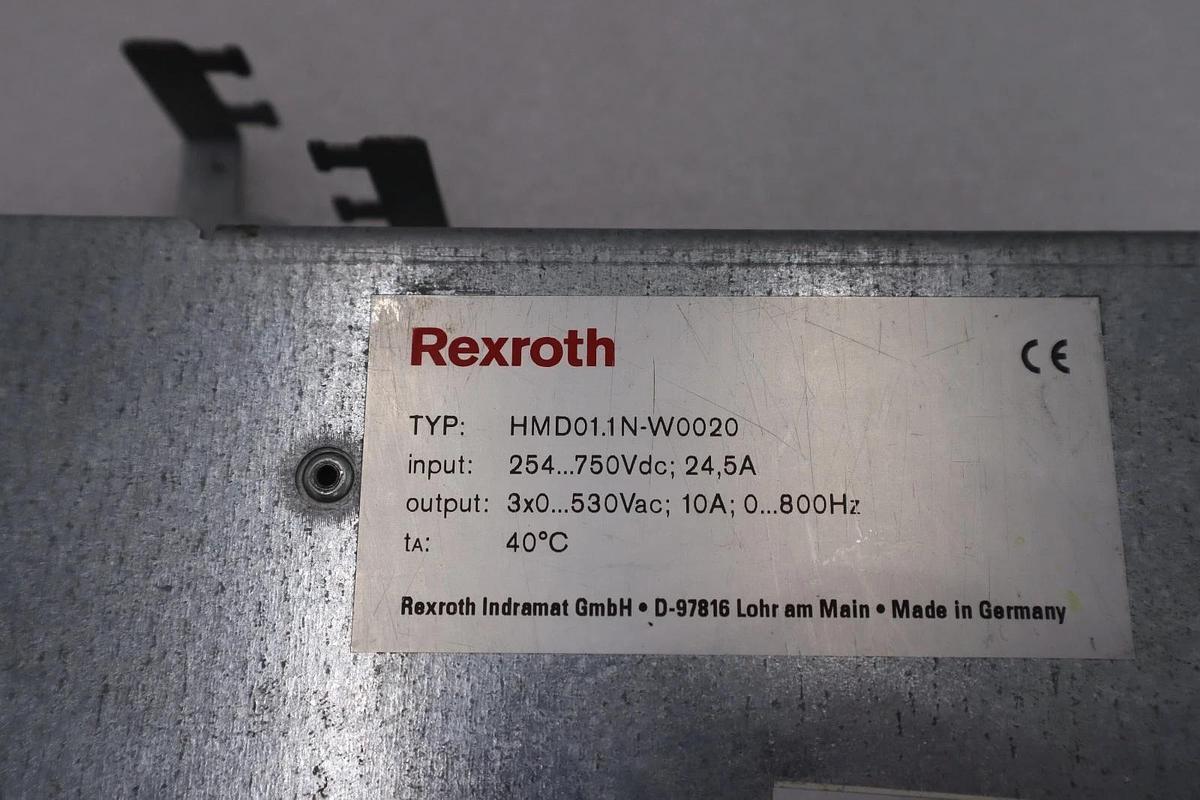 Rexroth
CE
TYP: HMD01.1N-W0020
input: 254...750Vdc; 24,5A
output: 3x0...530Vac; 10A; 0...800Hz
tA: 40°C
Rexroth Indramat GmbH • D-97816 Lohr am Main • Made in Germany